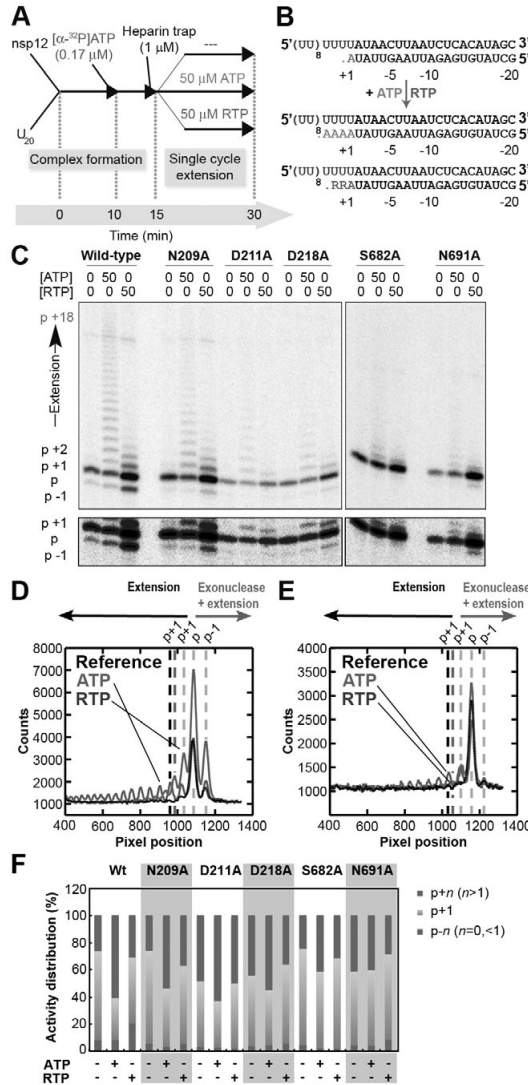 A
nsp12
[α-³²P]ATP
(0.17 μM)
Heparin trap
(1 μM)
---
50 μM ATP
50 μM RTP
U20
Complex formation
Single cycle
extension
0 10 15 30
Time (min)
B
5'(UU) UUUUAUAACUUAAUCUCACAUAGC 3'
8 .AUAUUGAAUUAGAGUGUAUCG 5'
+1 -5 -10 -20
+ ATP RTP
5'(UU) UUUUAUAACUUAAUCUCACAUAGC 3'
8 .AAAAUAUUGAAUUAGAGUGUAUCG 5'
+1 -5 -10 -20
5'(UU) UUUUAUAACUUAAUCUCACAUAGC 3'
8 .RRAUAUUGAAUUAGAGUGUAUCG 5'
+1 -5 -10 -20
C
Wild-type N209A D211A D218A S682A N691A
[ATP] 0 50 0 0 50 0 0 50 0 0 50 0 0 50 0 0 50 0
[RTP] 0 0 50 0 0 50 0 0 50 0 0 50 0 0 50 0 0 50
p +18
Extension
p +2
p +1
p
p -1
p +1
p
p -1
D
Extension
Exonuclease
+ extension
p+1 p+1 p p-1
Reference
ATP
RTP
8000
7000
6000
5000
4000
3000
2000
1000
Counts
400 600 800 1000 1200 1400
Pixel position
E
Extension
Exonuclease
+ extension
p+1 p+1 p p-1
Reference
ATP
RTP
4000
3500
3000
2500
2000
1500
1000
500
0
Counts
400 600 800 1000 1200 1400
Pixel position
F
Wt N209A D211A D218A S682A N691A
120
100
80
60
40
20
0
Activity distribution (%)
p+n (n>1)
p+1
p-n (n=0,<1)
ATP - + - - + - - + - - + - - + - - + -
RTP - - + - - + - - + - - + - - + - - +